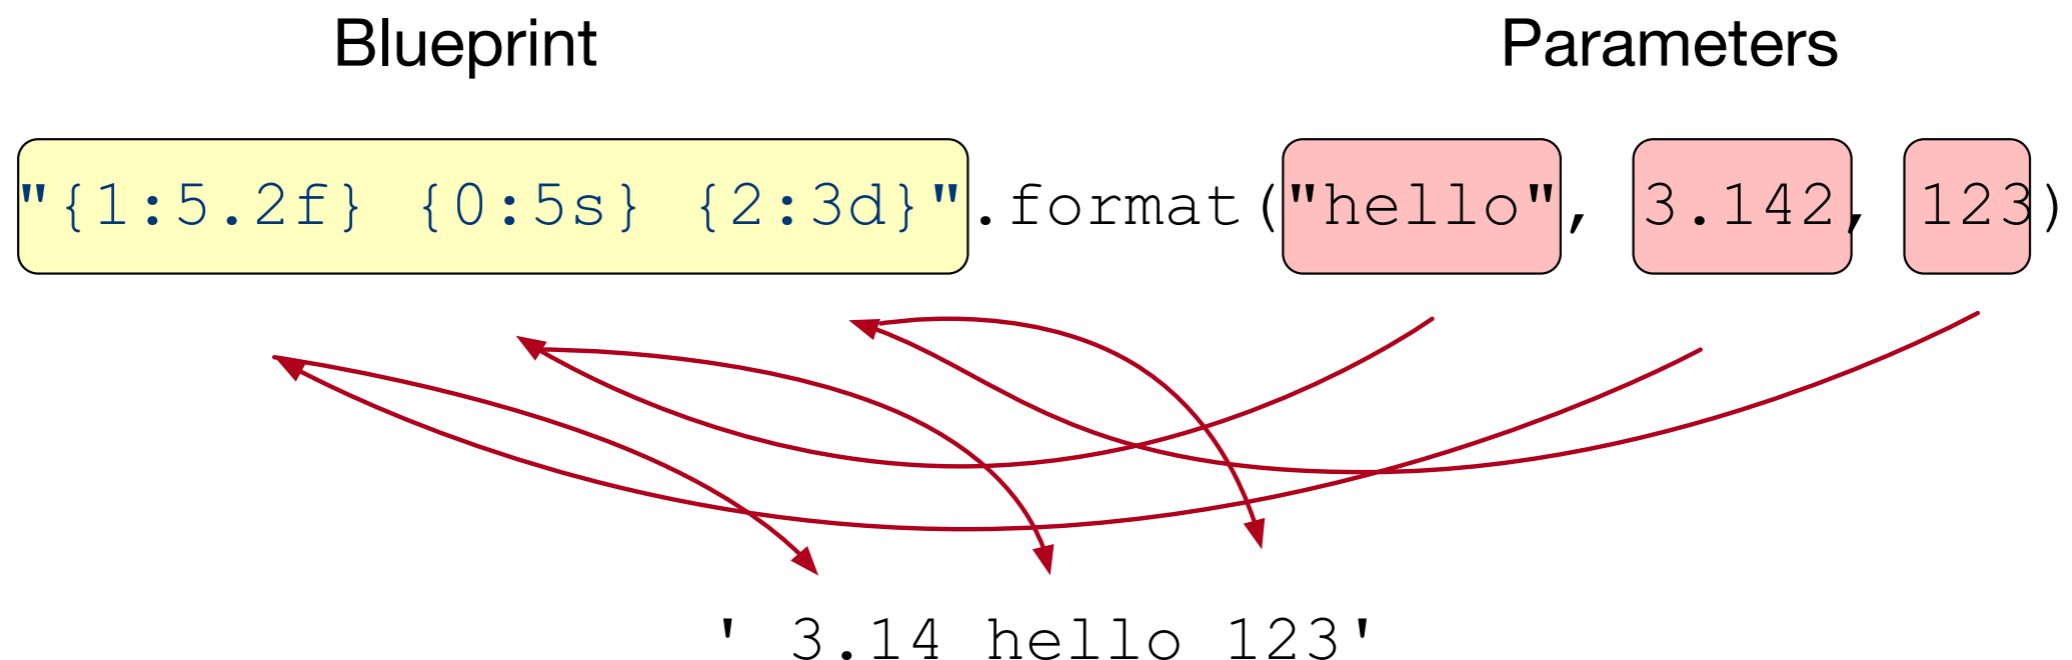 Blueprint Parameters
"{1:5.2f} {0:5s} {2:3d}".format("hello", 3.142, 123)
' 3.14 hello 123'